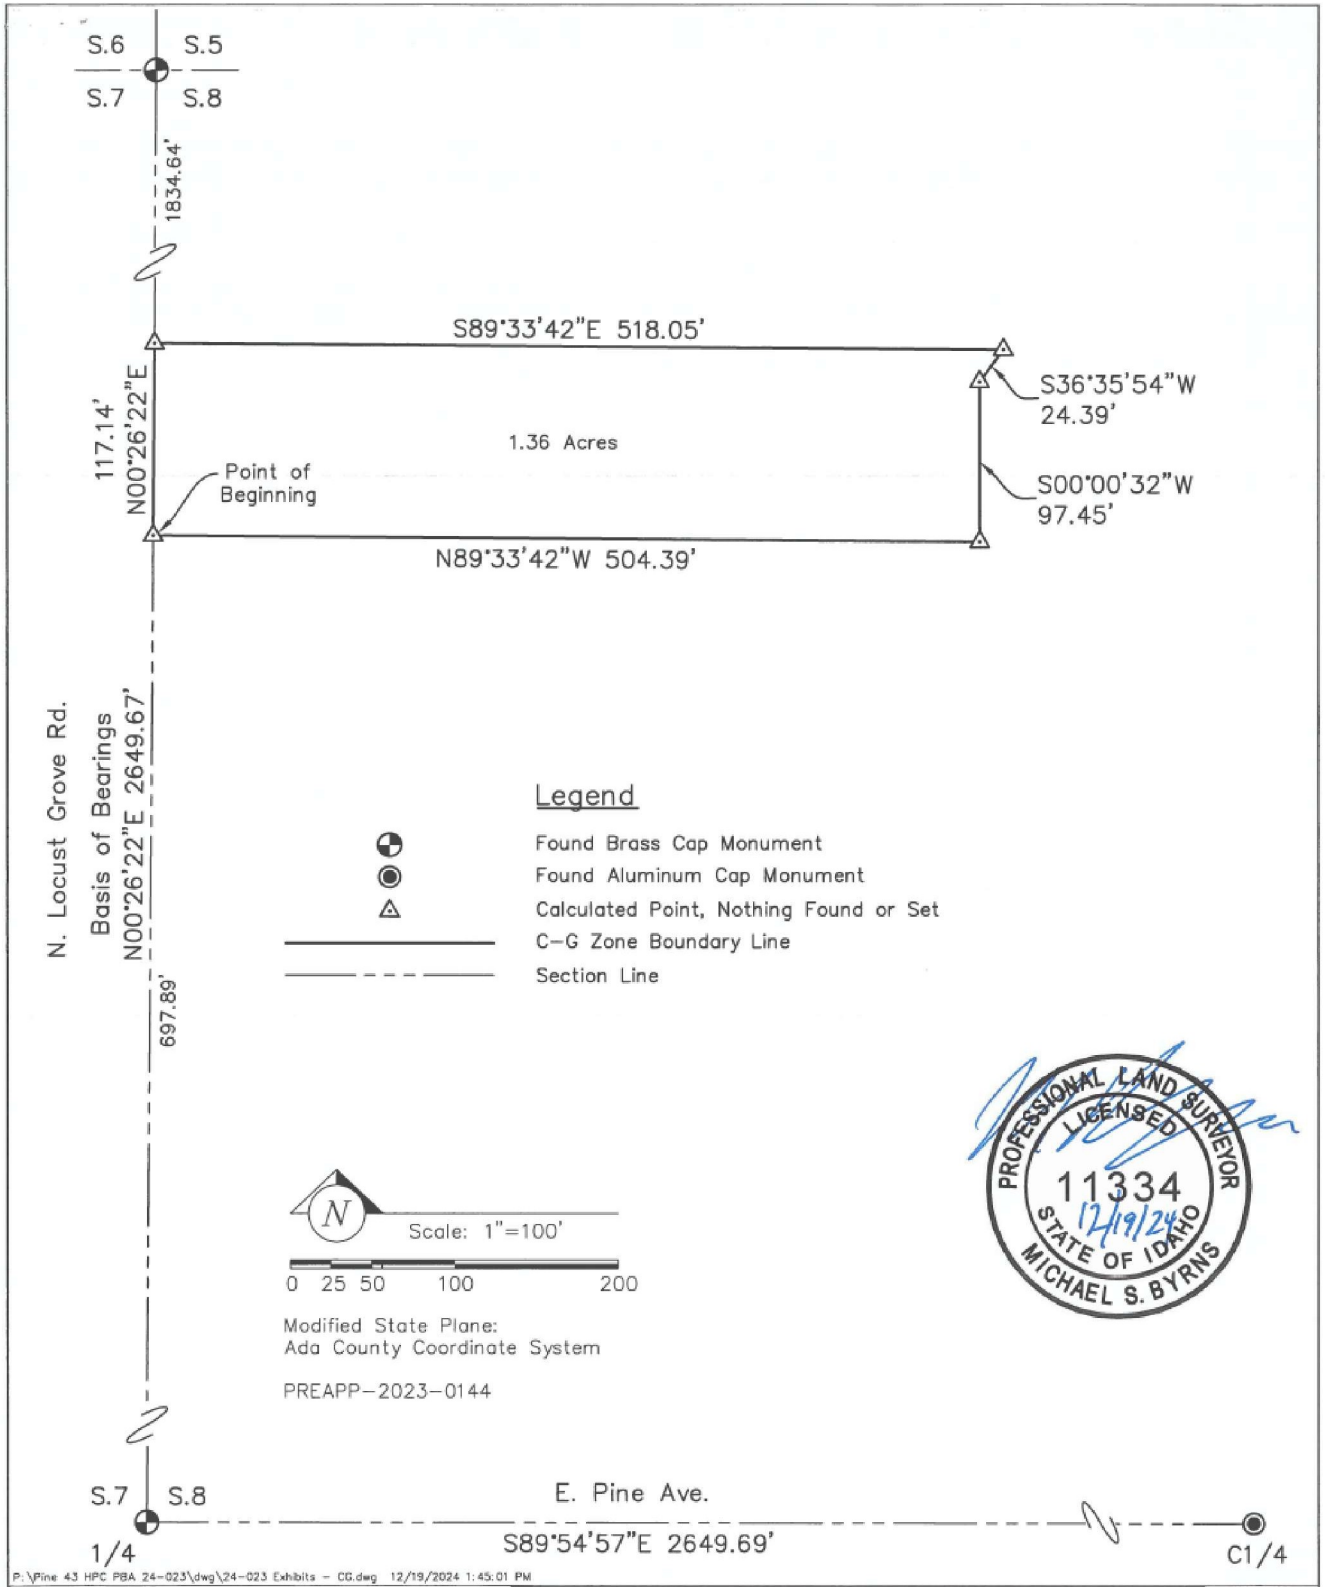 S.6 S.5
S.7 S.8
1834.64'
S89°33'42"E 518.05'
S36°35'54"W
24.39'
117.14'
N00°26'22"E
1.36 Acres
Point of
Beginning
S00°00'32"W
97.45'
N89°33'42"W 504.39'
N. Locust Grove Rd.
Basis of Bearings
N00°26'22"E 2649.67'
697.89'
Legend
Found Brass Cap Monument
Found Aluminum Cap Monument
Calculated Point, Nothing Found or Set
C-G Zone Boundary Line
Section Line
PROFESSIONAL LAND SURVEYOR
LICENSED
11334
12/19/24
STATE OF IDAHO
MICHAEL S. BYRNS
N
Scale: 1"=100'
0 25 50 100 200
Modified State Plane:
Ada County Coordinate System
PREAPP-2023-0144
S.7 S.8
1/4
E. Pine Ave.
S89°54'57"E 2649.69'
C1/4
P:\Pine 43 HPC PBA 24-023\dwg\24-023 Exhibits - CG.dwg 12/19/2024 1:45:01 PM